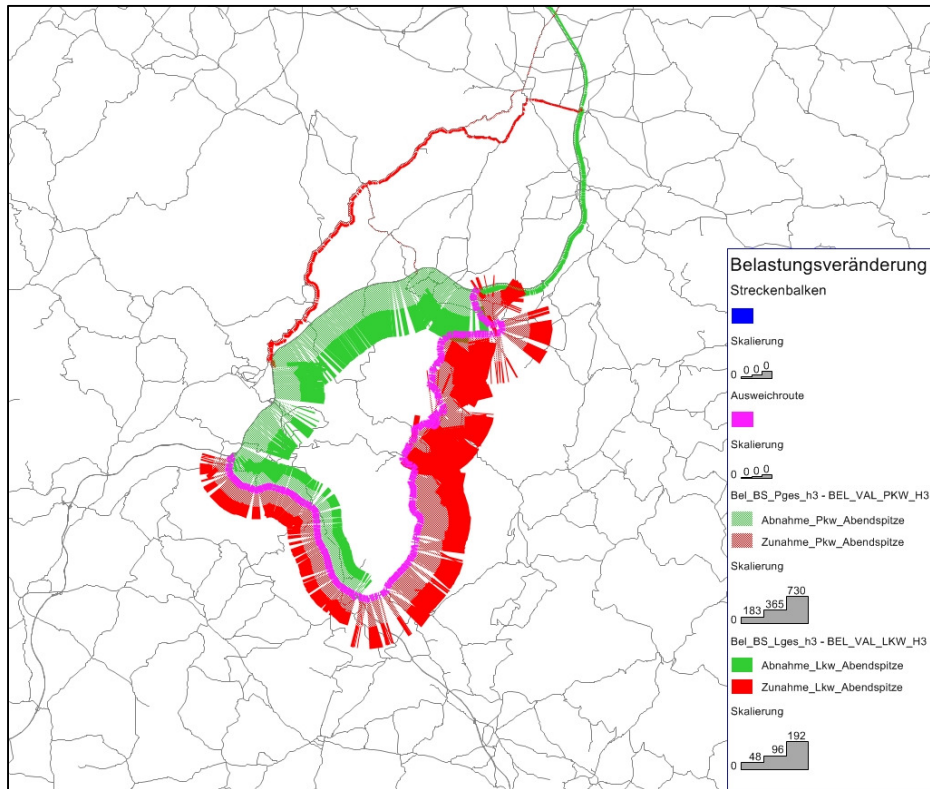 Belastungsveränderung
Streckenbalken
Skalierung
0 0 0 0
Ausweichroute
Skalierung
0 0 0 0
Bel_BS_Pges_h3 - BEL_VAL_PKW_H3
Abnahme_Pkw_Abendspitze
Zunahme_Pkw_Abendspitze
Skalierung
0 183 365 730
Bel_BS_Lges_h3 - BEL_VAL_LKW_H3
Abnahme_Lkw_Abendspitze
Zunahme_Lkw_Abendspitze
Skalierung
0 48 96 192